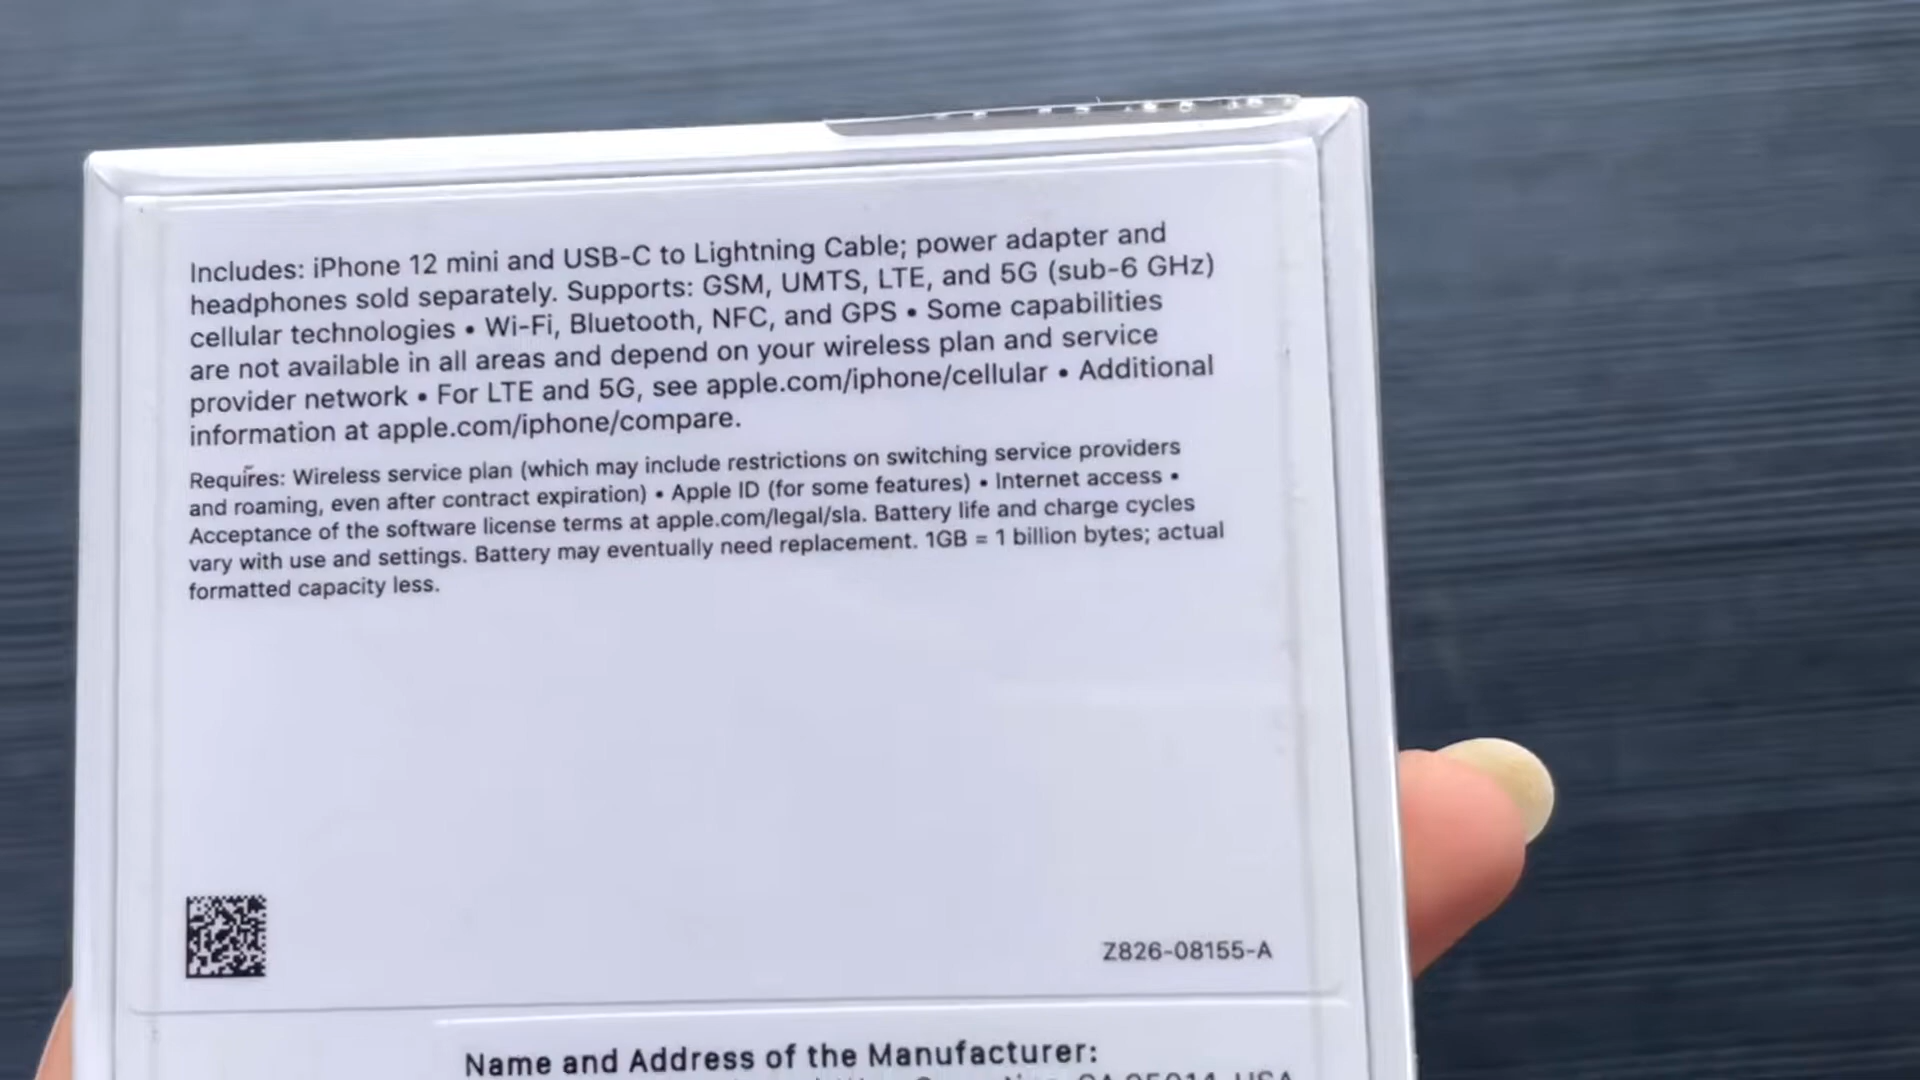 Includes: iPhone 12 mini and USB-C to Lightning Cable; power adapter and
headphones sold separately. Supports: GSM, UMTS, LTE, and 5G (sub-6 GHz)
cellular technologies • Wi-Fi, Bluetooth, NFC, and GPS • Some capabilities
are not available in all areas and depend on your wireless plan and service
provider network • For LTE and 5G, see apple.com/iphone/cellular • Additional
information at apple.com/iphone/compare.
Requires: Wireless service plan (which may include restrictions on switching service providers
and roaming, even after contract expiration) • Apple ID (for some features) • Internet access •
Acceptance of the software license terms at apple.com/legal/sla. Battery life and charge cycles
vary with use and settings. Battery may eventually need replacement. 1GB = 1 billion bytes; actual
formatted capacity less.
Z826-08155-A
Name and Address of the Manufacturer:
CA 95014, USA